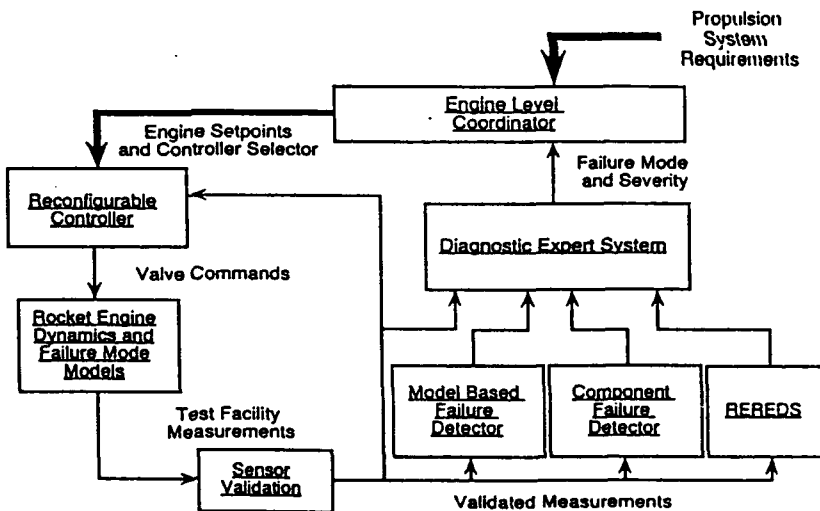 Propulsion
System
Requirements
Engine Level
Coordinator
Engine Setpoints
and Controller Selector
Failure Mode
and Severity
Reconfigurable
Controller
Diagnostic Expert System
Valve Commands
Rocket Engine
Dynamics and
Failure Mode
Models
Model Based
Failure
Detector
Component
Failure
Detector
REREDS
Test Facility
Measurements
Sensor
Validation
Validated Measurements